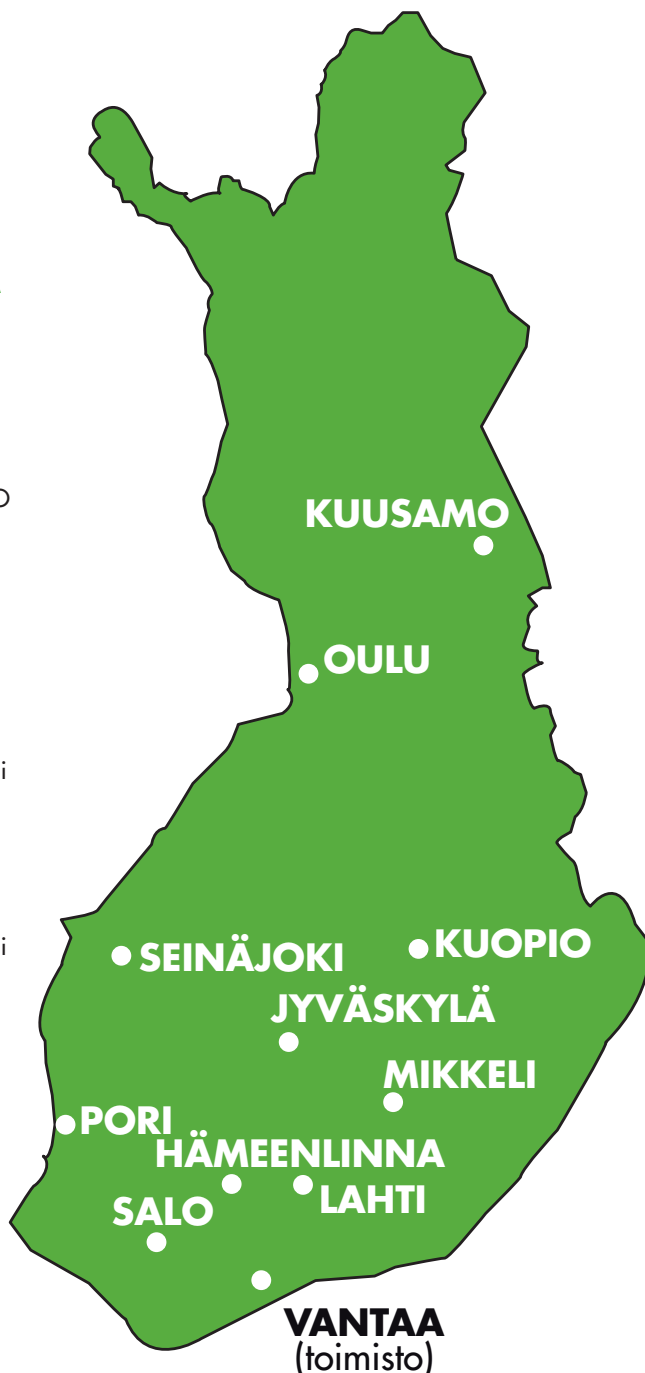 KUUSAMO
OULU
SEINÄJOKI
KUOPIO
JYVÄSKYLÄ
MIKKELI
PORI
HÄMEENLINNA
LAHTI
SALO
VANTAA
(toimisto)